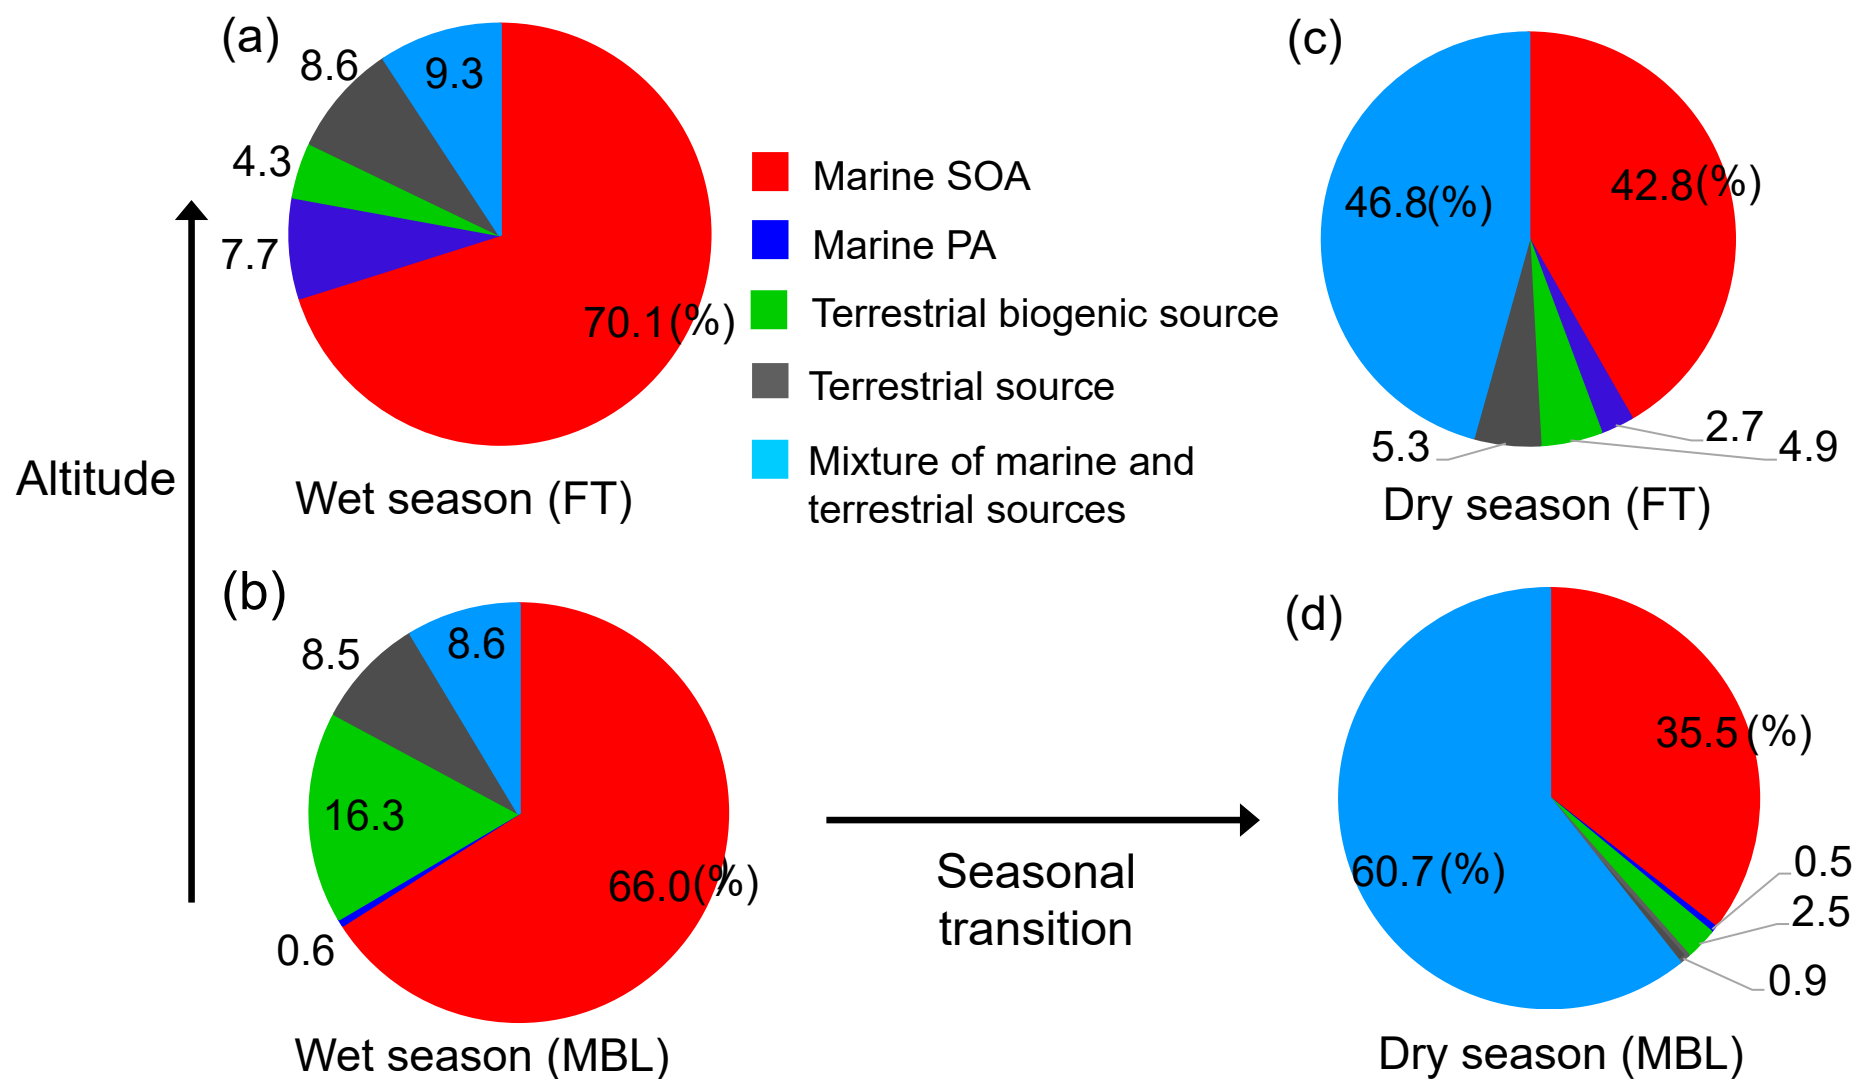 (a)
8.6
9.3
4.3
7.7
70.1(%)
Wet season (FT)
Marine SOA
Marine PA
Terrestrial biogenic source
Terrestrial source
Mixture of marine and
terrestrial sources
(c)
46.8(%)
42.8(%)
5.3
2.7
4.9
Dry season (FT)
Altitude
(b)
8.5
8.6
16.3
66.0(%)
0.6
Wet season (MBL)
Seasonal
transition
(d)
35.5(%)
60.7(%)
0.5
2.5
0.9
Dry season (MBL)